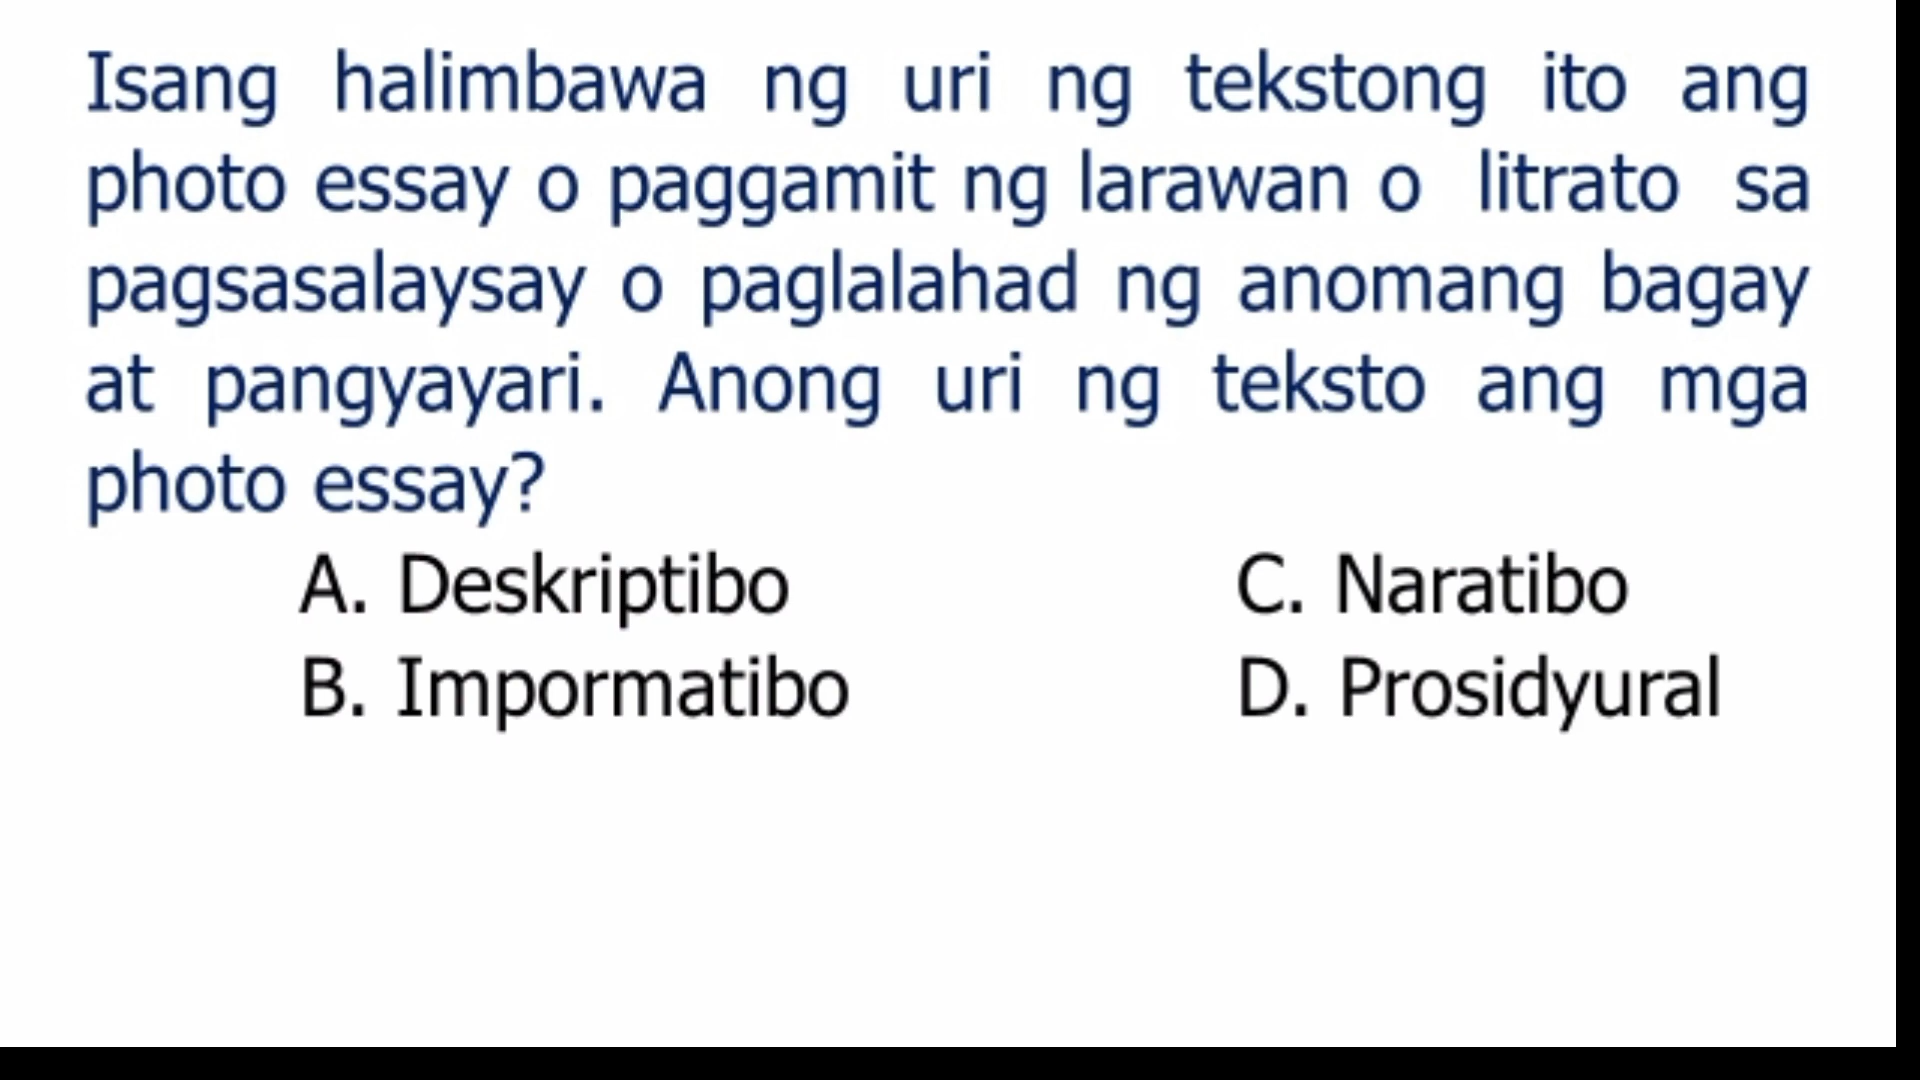 Isang halimbawa ng uri ng tekstong ito ang
photo essay o paggamit ng larawan o litrato sa
pagsasalaysay o paglalahad ng anomang bagay
at pangyayari. Anong uri ng teksto ang mga
photo essay?
A. Deskriptibo C. Naratibo
B. Impormatibo D. Prosidyural